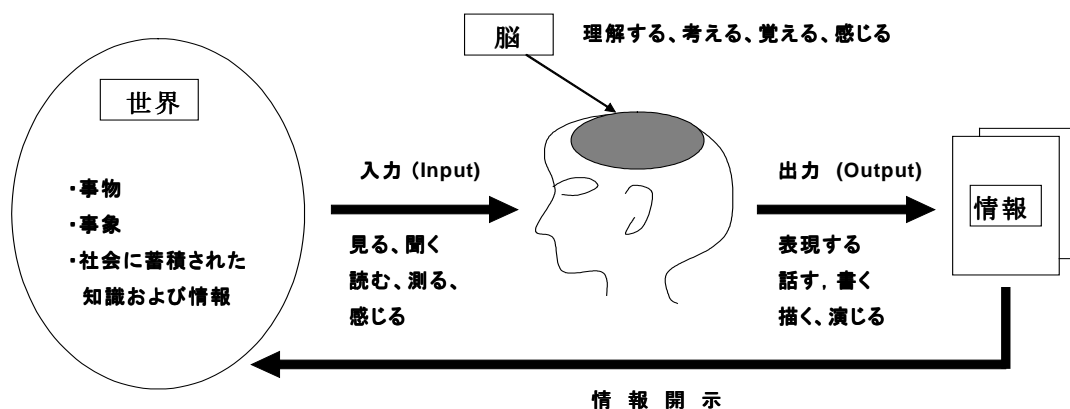 脳
理解する、考える、覚える、感じる
世界
・事物
・事象
・社会に蓄積された
知識および情報
入力 (Input)
見る、聞く
読む、測る、
感じる
出力 (Output)
表現する
話す, 書く
描く、演じる
情報
情 報 開 示